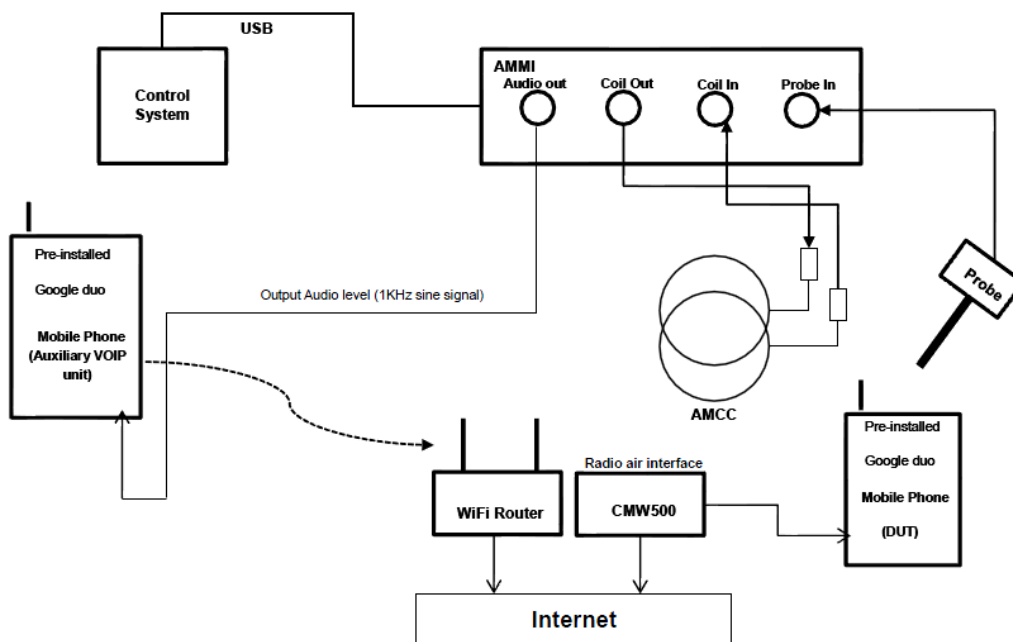 USB
Control
System
AMMI
Audio out
Coil Out
Coil In
Probe In
Pre-installed
Google duo
Mobile Phone
(Auxiliary VOIP
unit)
Output Audio level (1KHz sine signal)
Probe
AMCC
Pre-installed
Google duo
Mobile Phone
(DUT)
WiFi Router
Radio air interface
CMW500
Internet